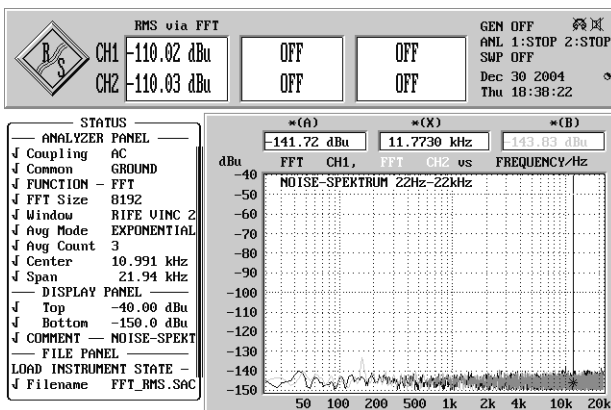 RMS via FFT
R
S
CH1 -110.02 dBu OFF OFF
CH2 -110.03 dBu OFF OFF
GEN OFF
ANL 1:STOP 2:STOP
SWP OFF
Dec 30 2004
Thu 18:38:22
STATUS
ANALYZER PANEL
Coupling AC
Common GROUND
FUNCTION - FFT
FFT Size 8192
Window RIFE VINC 2
Avg Mode EXPONENTIAL
Avg Count 3
Center 10.991 kHz
Span 21.94 kHz
DISPLAY PANEL
Top -40.00 dBu
Bottom -150.0 dBu
COMMENT — NOISE-SPEKT
FILE PANEL
LOAD INSTRUMENT STATE -
Filename FFT_RMS.SAC
*(A) *(X) *(B)
-141.72 dBu 11.7730 kHz -143.83 dBu
dBu FFT CH1, FFT CH2 vs FREQUENCY/Hz
NOISE-SPEKTRUM 22Hz-22kHz
-40
-50
-60
-70
-80
-90
-100
-110
-120
-130
-140
-150
50 100 200 500 1k 2k 4k 10k 20k